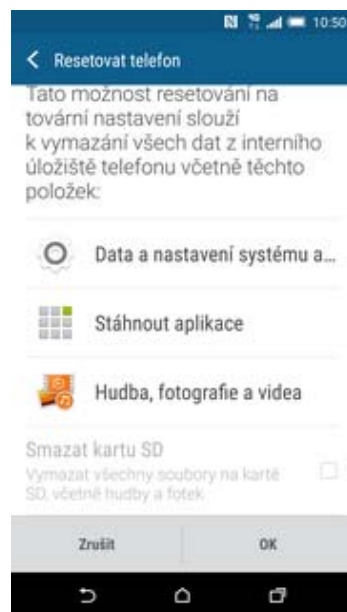 10:50
Resetovat telefon
Tato možnost resetování na
tovární nastavení slouží
k vymazání všech dat z interního
úložiště telefonu včetně těchto
položek:
Data a nastavení systému a...
Stáhnout aplikace
Hudba, fotografie a videa
Smazat kartu SD
Vymazat všechny soubory na kartě
SD, včetně hudby a fotek
Zrušit OK